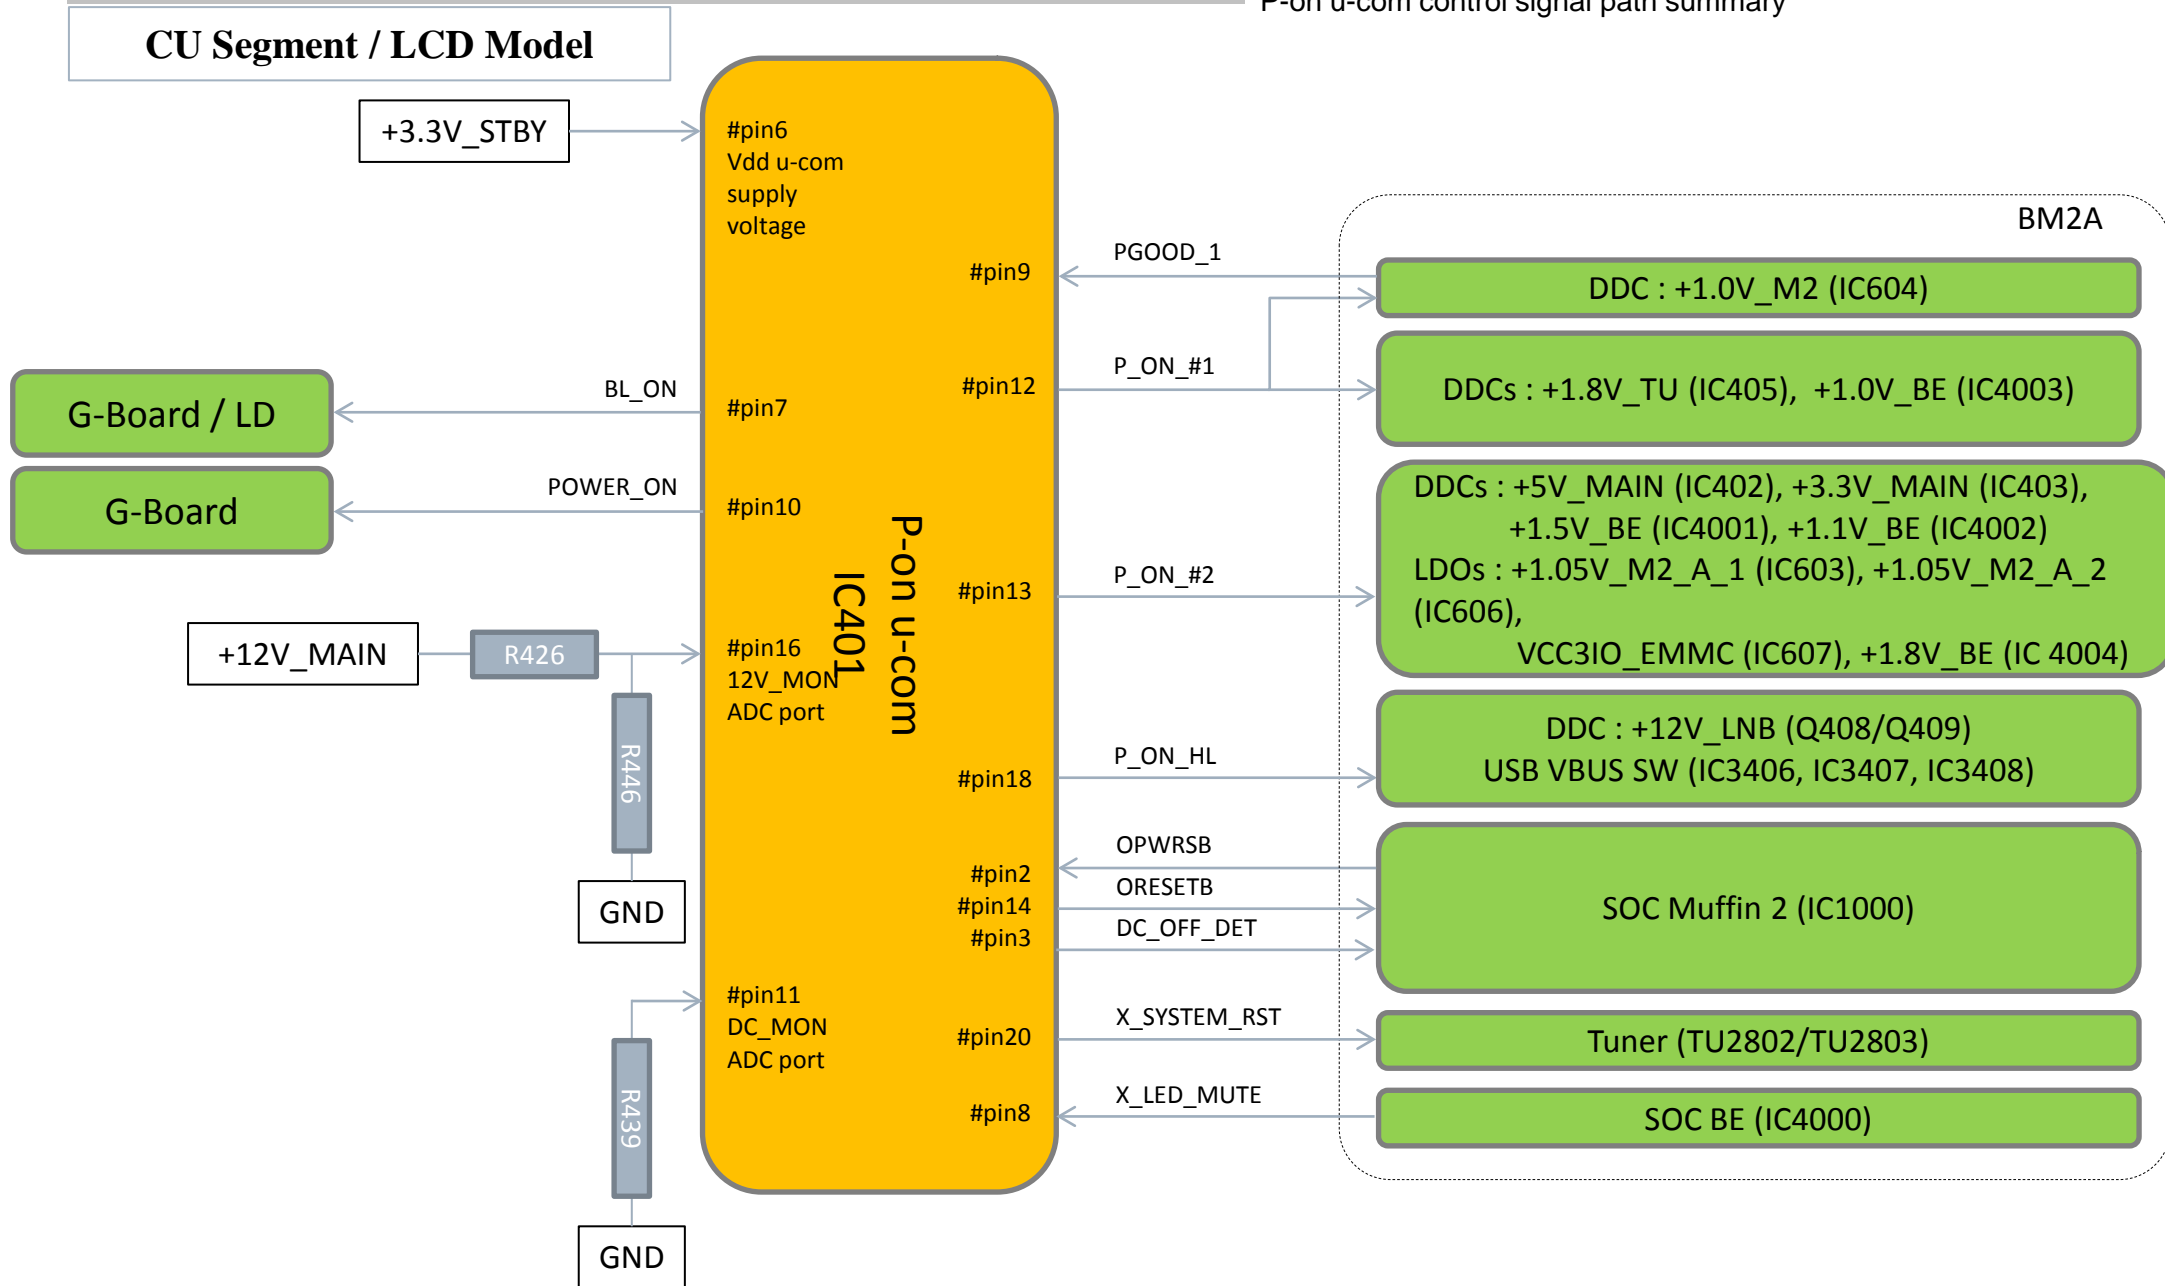 P-on u-com control signal path summary
CU Segment / LCD Model
+3.3V_STBY
#pin6
Vdd u-com
supply
voltage
BM2A
PGOOD_1
#pin9
DDC : +1.0V_M2 (IC604)
P_ON_#1
#pin12
DDCs : +1.8V_TU (IC405),  +1.0V_BE (IC4003)
G-Board / LD
BL_ON
#pin7
G-Board
POWER_ON
#pin10
P-on u-com
IC401
P_ON_#2
#pin13
DDCs : +5V_MAIN (IC402), +3.3V_MAIN (IC403),
+1.5V_BE (IC4001), +1.1V_BE (IC4002)
LDOs : +1.05V_M2_A_1 (IC603), +1.05V_M2_A_2
(IC606),
VCC3IO_EMMC (IC607), +1.8V_BE (IC 4004)
+12V_MAIN
R426
#pin16
12V_MON
ADC port
R446
GND
P_ON_HL
#pin18
DDC : +12V_LNB (Q408/Q409)
USB VBUS SW (IC3406, IC3407, IC3408)
OPWRSB
#pin2
ORESETB
#pin14
DC_OFF_DET
#pin3
SOC Muffin 2 (IC1000)
#pin11
DC_MON
ADC port
R439
GND
X_SYSTEM_RST
#pin20
Tuner (TU2802/TU2803)
X_LED_MUTE
#pin8
SOC BE (IC4000)